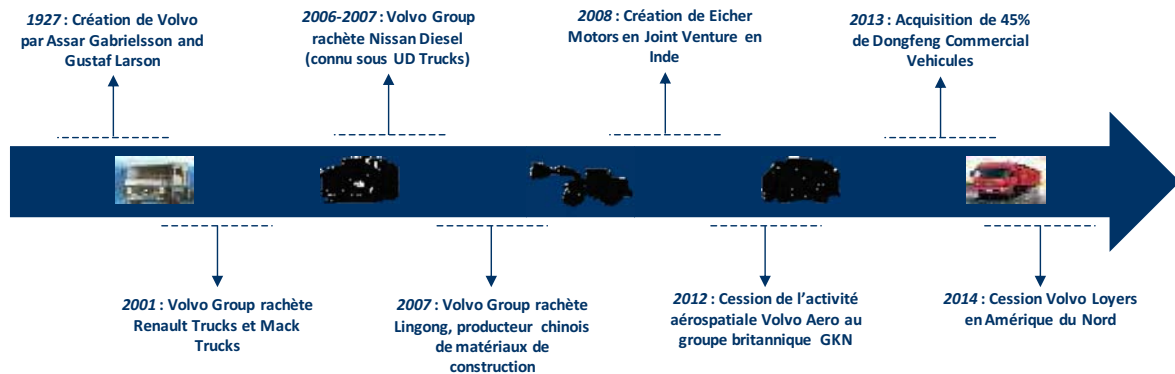 1927 : Création de Volvo
par Assar Gabrielsson and
Gustaf Larson
2006-2007 : Volvo Group
rachète Nissan Diesel
(connu sous UD Trucks)
2008 : Création de Eicher
Motors en Joint Venture en
Inde
2013 : Acquisition de 45%
de Dongfeng Commercial
Vehicules
2001 : Volvo Group rachète
Renault Trucks et Mack
Trucks
2007 : Volvo Group rachète
Lingong, producteur chinois
de matériaux de
construction
2012 : Cession de l'activité
aérospatiale Volvo Aero au
groupe britannique GKN
2014 : Cession Volvo Loyers
en Amérique du Nord